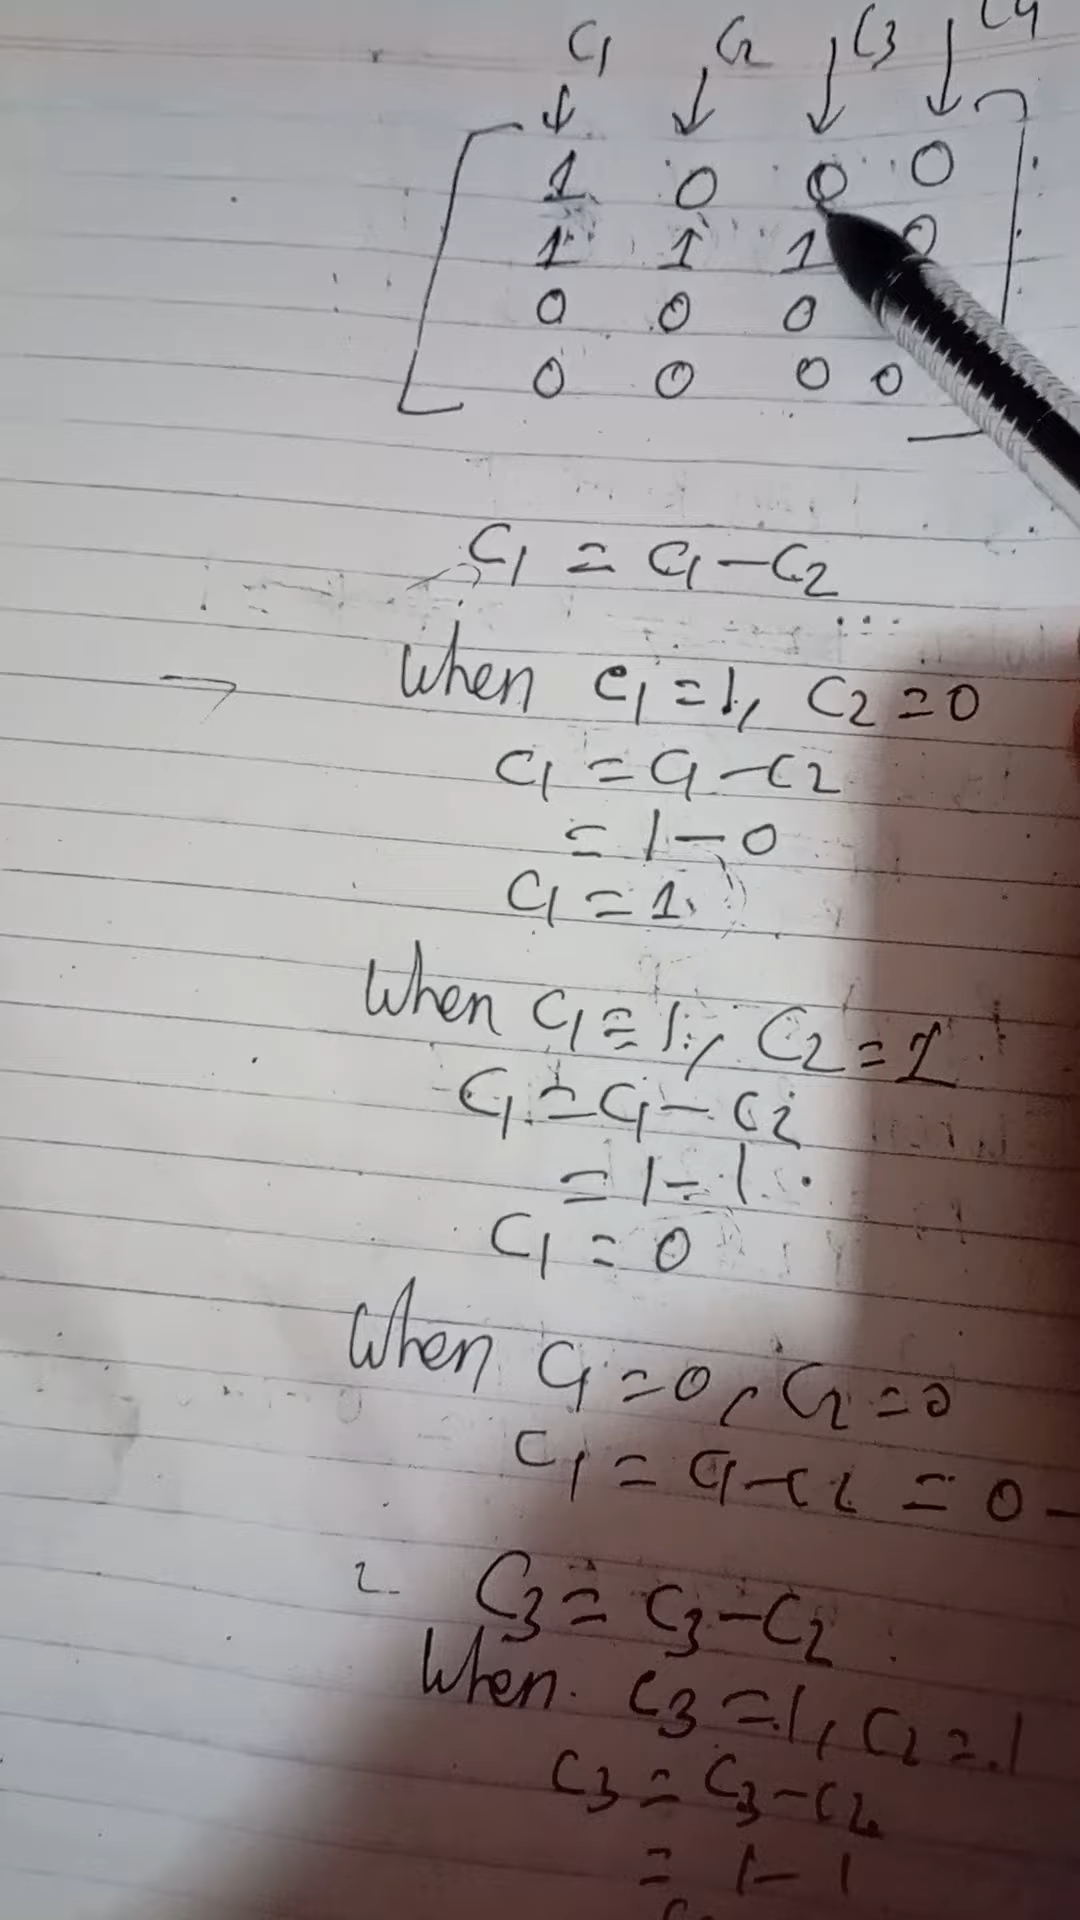 C1 C2 C3 C4
1 0 0 0
1 1 1 0
0 0 0
0 0 0 0
C1 = C1 - C2
When C1 = 1, C2 = 0
C1 = C1 - C2
= 1 - 0
C1 = 1
When C1 = 1, C2 = 1
C1 = C1 - C2
= 1 - 1
C1 = 0
When C1 = 0, C2 = 0
C1 = C1 - C2 = 0 -
2. C3 = C3 - C2
When C3 = 1, C2 = 1
C3 = C3 - C2
= 1 - 1